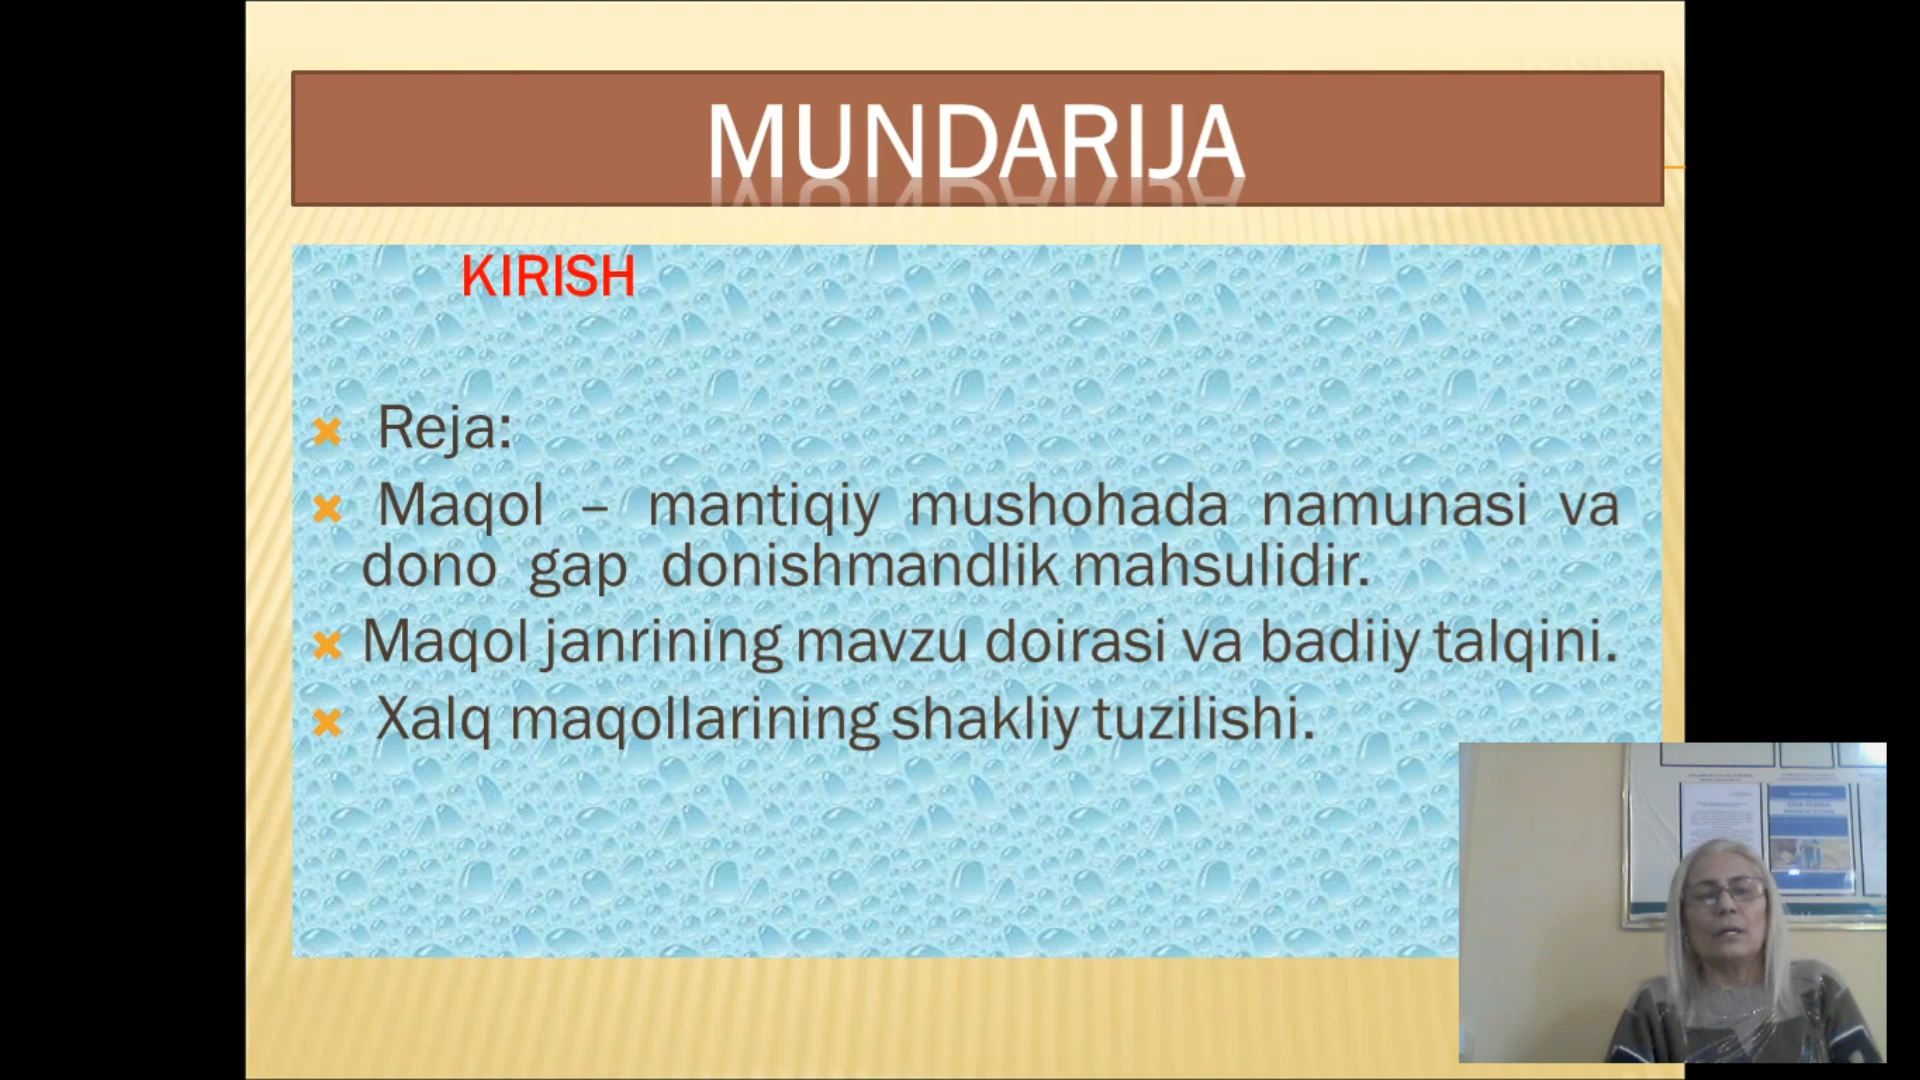 MUNDARIJA
KIRISH
Reja:
Maqol – mantiqiy mushohada namunasi va
dono gap donishmandlik mahsulidir.
Maqol janrining mavzu doirasi va badiiy talqini.
Xalq maqollarining shakliy tuzilishi.